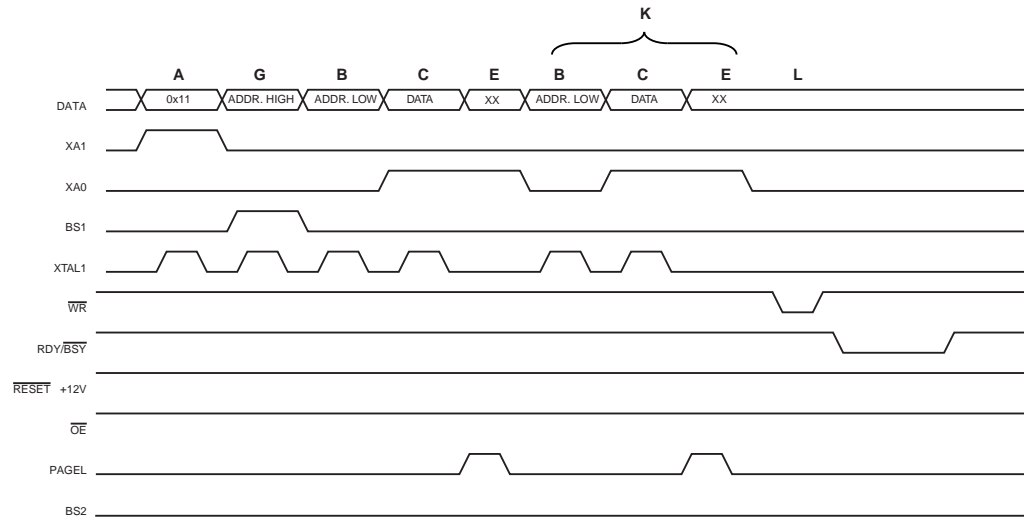 K
A G B C E B C E L
DATA 0x11 ADDR. HIGH ADDR. LOW DATA XX ADDR. LOW DATA XX
XA1
XA0
BS1
XTAL1
WR
RDY/BSY
RESET +12V
OE
PAGEL
BS2